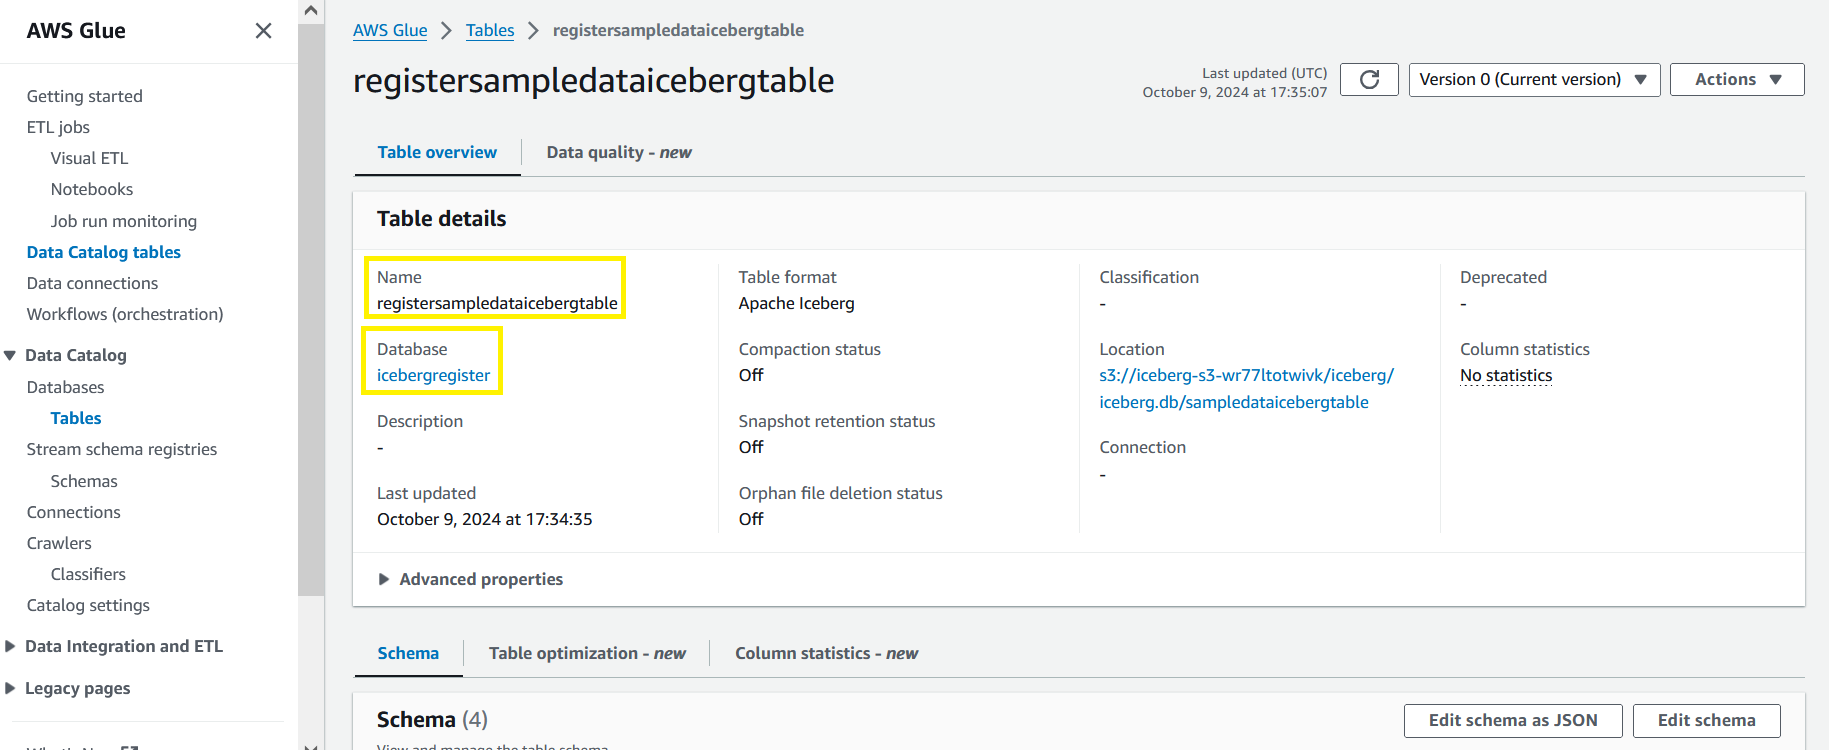 AWS Glue
Getting started
ETL jobs
Visual ETL
Notebooks
Job run monitoring
Data Catalog tables
Data connections
Workflows (orchestration)
Data Catalog
Databases
Tables
Stream schema registries
Schemas
Connections
Crawlers
Classifiers
Catalog settings
Data Integration and ETL
Legacy pages
AWS Glue > Tables > registersampledataicebergtable
registersampledataicebergtable
Last updated (UTC)
October 9, 2024 at 17:35:07
Version 0 (Current version)
Actions
Table overview
Data quality - new
Table details
Name
registersampledataicebergtable
Database
icebergregister
Description
-
Last updated
October 9, 2024 at 17:34:35
Table format
Apache Iceberg
Compaction status
Off
Snapshot retention status
Off
Orphan file deletion status
Off
Classification
-
Location
s3://iceberg-s3-wr77ltotwivk/iceberg/
iceberg.db/sampledataicebergtable
Connection
-
Deprecated
-
Column statistics
No statistics
Advanced properties
Schema
Table optimization - new
Column statistics - new
Schema (4)
Edit schema as JSON
Edit schema
View and manage the table schema.